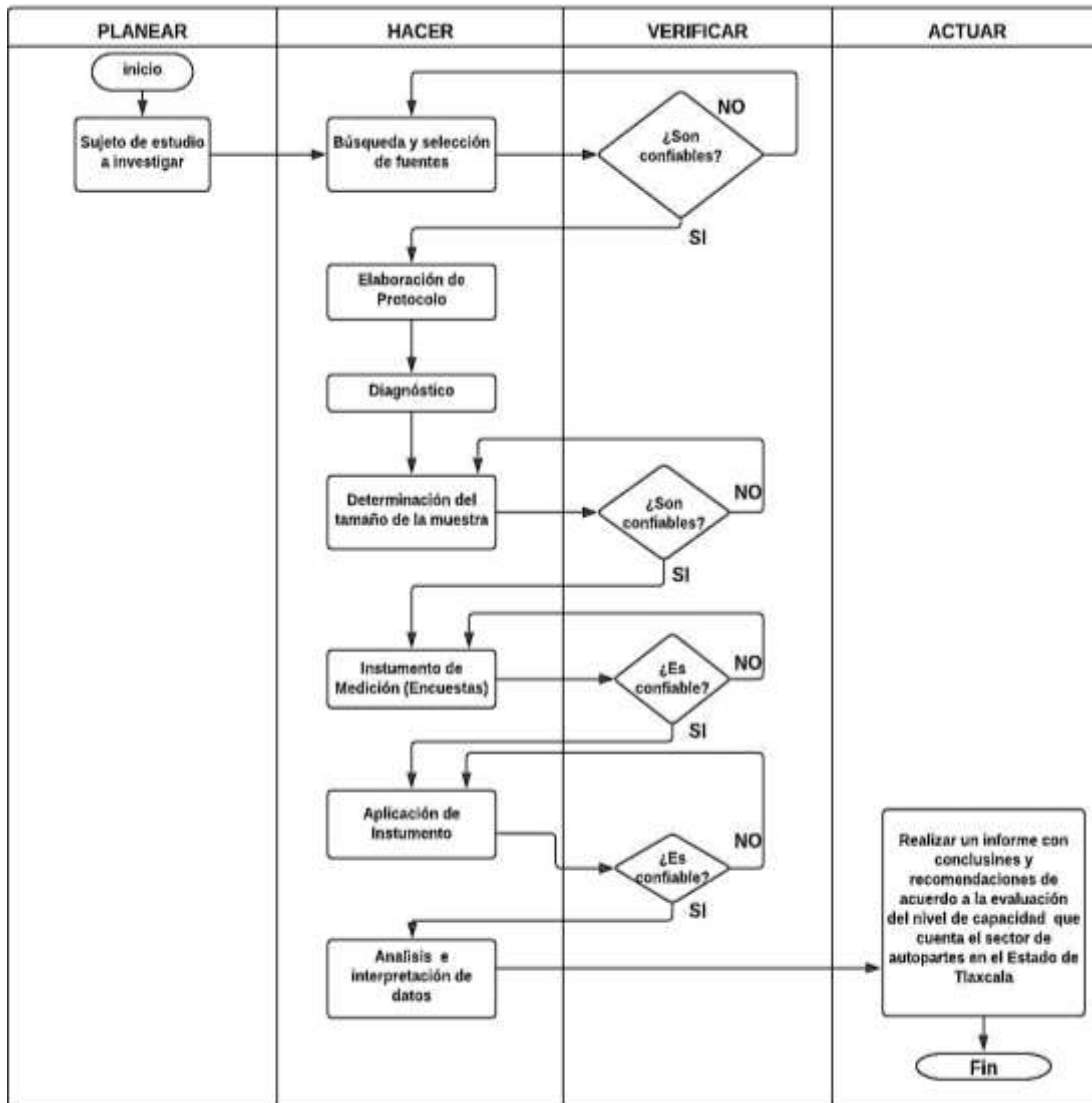 PLANEAR
HACER
VERIFICAR
ACTUAR
inicio
Sujeto de estudio
a investigar
Búsqueda y selección
de fuentes
¿Son
confiables?
NO
SI
Elaboración de
Protocolo
Diagnóstico
Determinación del
tamaño de la muestra
¿Son
confiables?
NO
SI
Instumento de
Medición (Encuestas)
¿Es
confiable?
NO
SI
Aplicación de
Instumento
¿Es
confiable?
NO
SI
Analisis e
interpretación de
datos
Realizar un informe con
conclusines y
recomendaciones de
acuerdo a la evaluación
del nivel de capacidad que
cuenta el sector de
autopartes en el Estado de
Tlaxcala
Fin